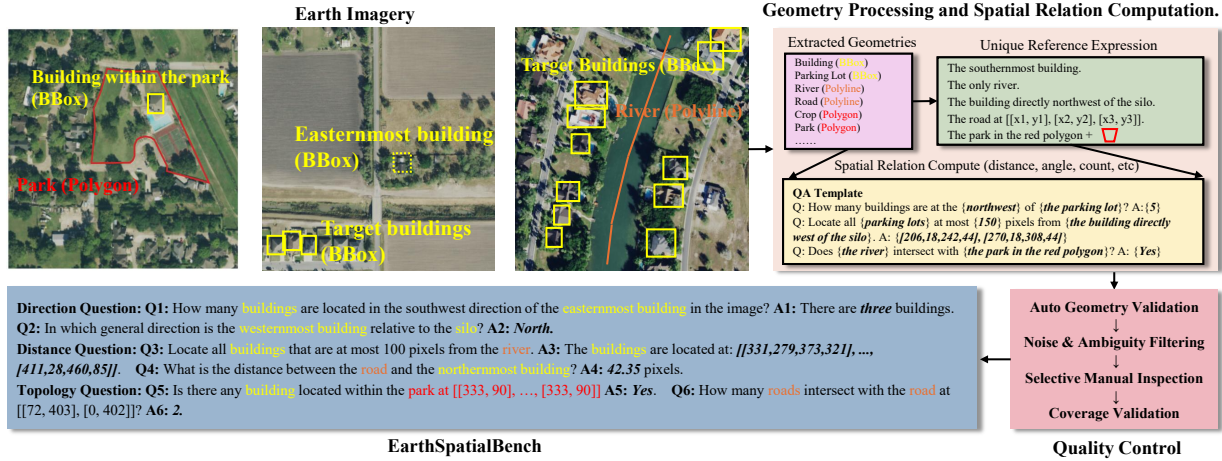 Earth Imagery
Building within the park
(BBox)
Park (Polygon)
Easternmost building
(BBox)
Target buildings
(BBox)
Target Buildings (BBox)
River (Polyline)
Geometry Processing and Spatial Relation Computation.
Extracted Geometries
Building (BBox)
Parking Lot (BBox)
River (Polyline)
Road (Polyline)
Crop (Polygon)
Park (Polygon)
......
Unique Reference Expression
The southernmost building.
The only river.
The building directly northwest of the silo.
The road at [[x1, y1], [x2, y2], [x3, y3]].
The park in the red polygon +
Spatial Relation Compute (distance, angle, count, etc)
QA Template
Q: How many buildings are at the {northwest} of {the parking lot}? A:{5}
Q: Locate all {parking lots} at most {150} pixels from {the building directly
west of the silo}. A: {[206,18,242,44], [270,18,308,44]}
Q: Does {the river} intersect with {the park in the red polygon}? A: {Yes}
Direction Question: Q1: How many buildings are located in the southwest direction of the easternmost building in the image? A1: There are three buildings.
Q2: In which general direction is the westernmost building relative to the silo? A2: North.
Distance Question: Q3: Locate all buildings that are at most 100 pixels from the river. A3: The buildings are located at: [[331,279,373,321], ...,
[411,28,460,85]]. Q4: What is the distance between the road and the northernmost building? A4: 42.35 pixels.
Topology Question: Q5: Is there any building located within the park at [[333, 90], …, [333, 90]] A5: Yes. Q6: How many roads intersect with the road at
[[72, 403], [0, 402]]? A6: 2.
EarthSpatialBench
Auto Geometry Validation
↓
Noise & Ambiguity Filtering
↓
Selective Manual Inspection
↓
Coverage Validation
Quality Control